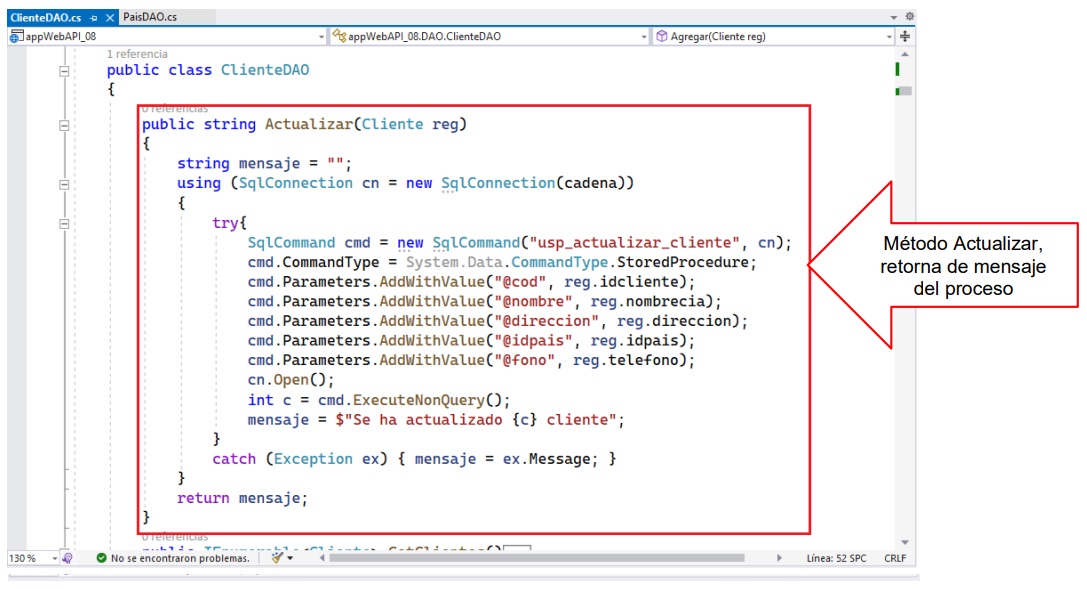 ClienteDAO.cs PaisDAO.cs
appWebAPI_08 appWebAPI_08.DAO.ClienteDAO Agregar(Cliente reg)
1 referencia
public class ClienteDAO
{
0 referencias
public string Actualizar(Cliente reg)
{
string mensaje = "";
using (SqlConnection cn = new SqlConnection(cadena))
{
try{
SqlCommand cmd = new SqlCommand("usp_actualizar_cliente", cn);
cmd.CommandType = System.Data.CommandType.StoredProcedure;
cmd.Parameters.AddWithValue("@cod", reg.idcliente);
cmd.Parameters.AddWithValue("@nombre", reg.nombrecia);
cmd.Parameters.AddWithValue("@direccion", reg.direccion);
cmd.Parameters.AddWithValue("@idpais", reg.idpais);
cmd.Parameters.AddWithValue("@fono", reg.telefono);
cn.Open();
int c = cmd.ExecuteNonQuery();
mensaje = $"Se ha actualizado {c} cliente";
}
catch (Exception ex) { mensaje = ex.Message; }
}
return mensaje;
}
0 referencias
public IEnumerable<Cliente> GetClientes()
130 % No se encontraron problemas. Línea: 52 SPC CRLF
Método Actualizar,
retorna de mensaje
del proceso